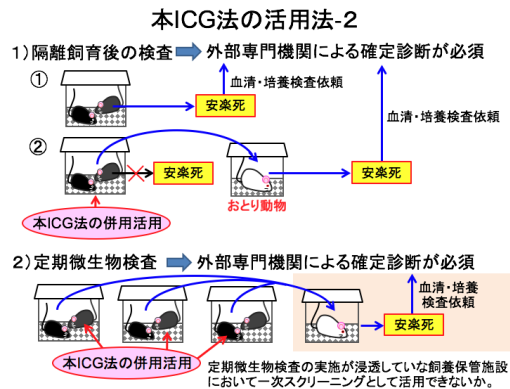 本ICG法の活用法-2
1)隔離飼育後の検査 外部専門機関による確定診断が必須
①
血清・培養検査依頼
安楽死
血清・培養検査依頼
②
安楽死
安楽死
おとり動物
本ICG法の併用活用
2)定期微生物検査 外部専門機関による確定診断が必須
血清・培養
検査依頼
安楽死
本ICG法の併用活用
定期微生物検査の実施が浸透していな飼養保管施設
において一次スクリーニングとして活用できないか。